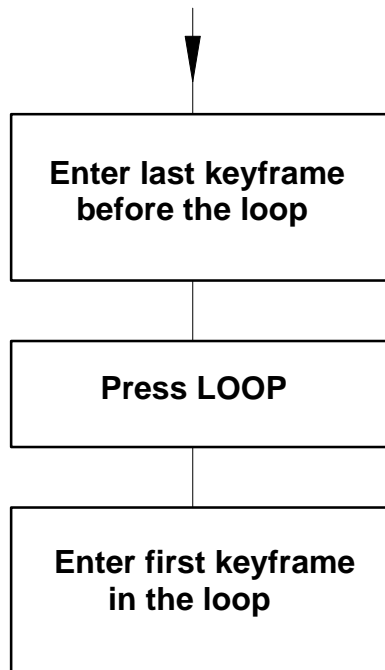 Enter last keyframe
before the loop
Press LOOP
Enter first keyframe
in the loop